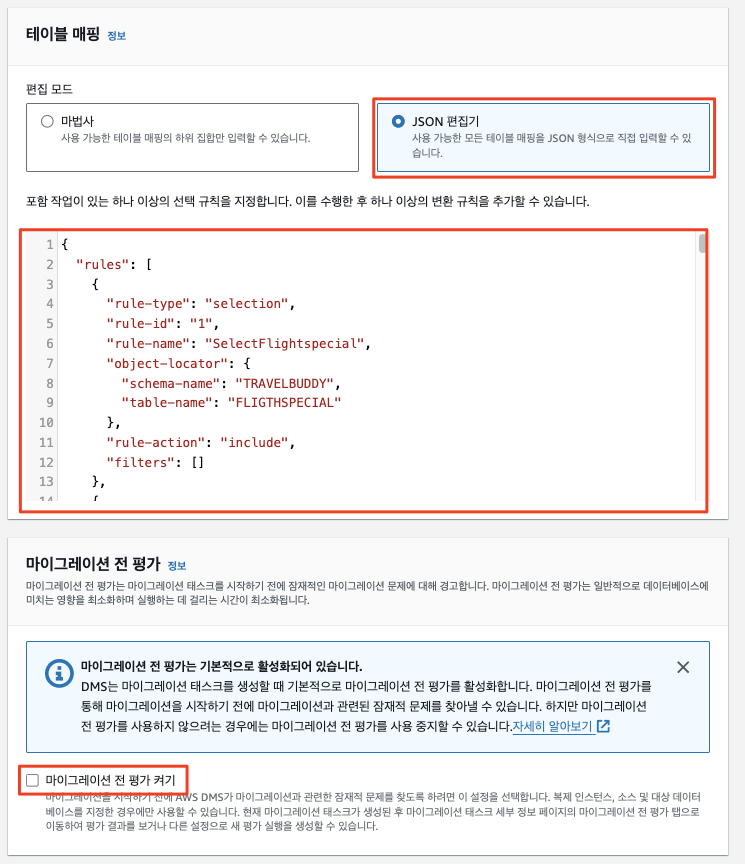 테이블 매핑 정보
편집 모드
마법사
사용 가능한 테이블 매핑의 하위 집합만 입력할 수 있습니다.
JSON 편집기
사용 가능한 모든 테이블 매핑을 JSON 형식으로 직접 입력할 수 있
습니다.
포함 작업이 있는 하나 이상의 선택 규칙을 지정합니다. 이를 수행한 후 하나 이상의 변환 규칙을 추가할 수 있습니다.
1 {
2 "rules": [
3 {
4 "rule-type": "selection",
5 "rule-id": "1",
6 "rule-name": "SelectFlightspecial",
7 "object-locator": {
8 "schema-name": "TRAVELBUDDY",
9 "table-name": "FLIGTHSPECIAL"
10 },
11 "rule-action": "include",
12 "filters": []
13 },
14 {
마이그레이션 전 평가 정보
마이그레이션 전 평가는 마이그레이션 태스크를 시작하기 전에 잠재적인 마이그레이션 문제에 대해 경고합니다. 마이그레이션 전 평가는 일반적으로 데이터베이스에
미치는 영향을 최소화하며 실행하는 데 걸리는 시간이 최소화됩니다.
마이그레이션 전 평가는 기본적으로 활성화되어 있습니다.
DMS는 마이그레이션 태스크를 생성할 때 기본적으로 마이그레이션 전 평가를 활성화합니다. 마이그레이션 전 평가를
통해 마이그레이션을 시작하기 전에 마이그레이션과 관련된 잠재적 문제를 찾아낼 수 있습니다. 하지만 마이그레이션
전 평가를 사용하지 않으려는 경우에는 마이그레이션 전 평가를 사용 중지할 수 있습니다.자세히 알아보기
마이그레이션 전 평가 켜기
마이그레이션을 시작하기 전에 AWS DMS가 마이그레이션과 관련한 잠재적 문제를 찾도록 하려면 이 설정을 선택합니다. 복제 인스턴스, 소스 및 대상 데이터
베이스를 지정한 경우에만 사용할 수 있습니다. 현재 마이그레이션 태스크가 생성된 후 마이그레이션 태스크 세부 정보 페이지의 마이그레이션 전 평가 탭으로
이동하여 평가 결과를 보거나 다른 설정으로 새 평가 실행을 생성할 수 있습니다.